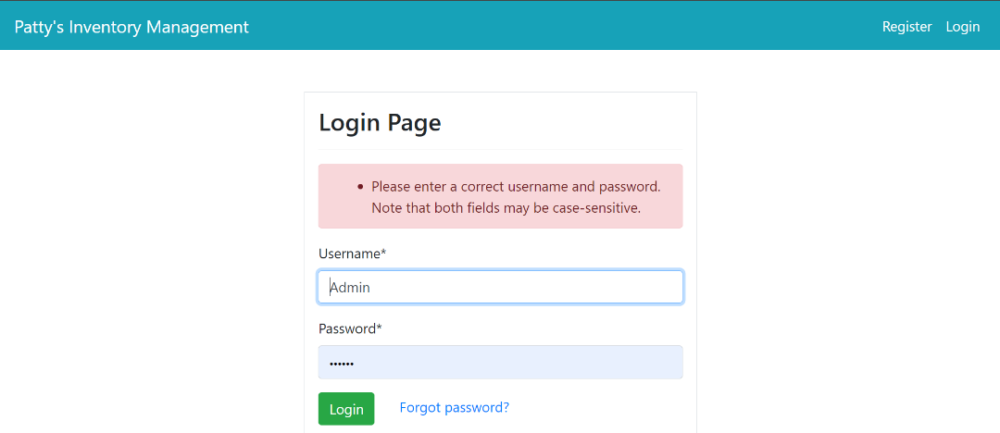 Patty's Inventory Management
Register Login
Login Page
• Please enter a correct username and password.
Note that both fields may be case-sensitive.
Username*
Admin
Password*
••••••
Login Forgot password?